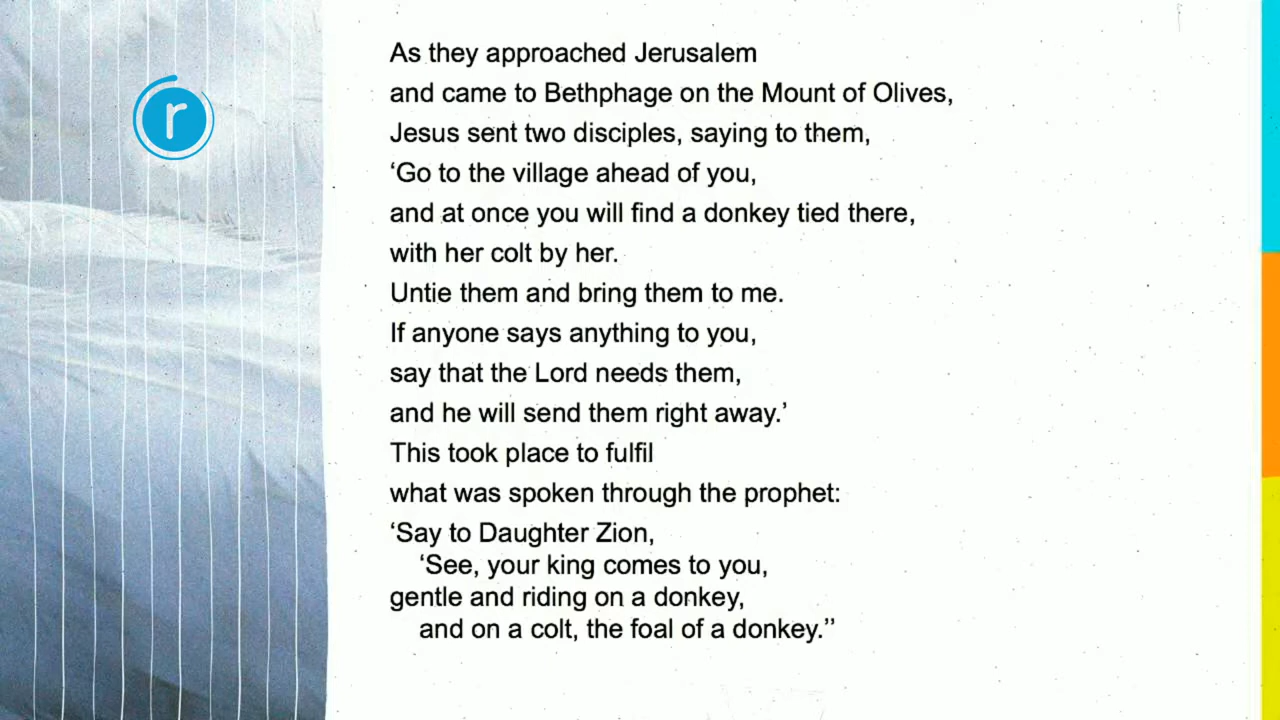 r
As they approached Jerusalem
and came to Bethphage on the Mount of Olives,
Jesus sent two disciples, saying to them,
‘Go to the village ahead of you,
and at once you will find a donkey tied there,
with her colt by her.
Untie them and bring them to me.
If anyone says anything to you,
say that the Lord needs them,
and he will send them right away.’
This took place to fulfil
what was spoken through the prophet:
‘Say to Daughter Zion,
‘See, your king comes to you,
gentle and riding on a donkey,
and on a colt, the foal of a donkey.’’